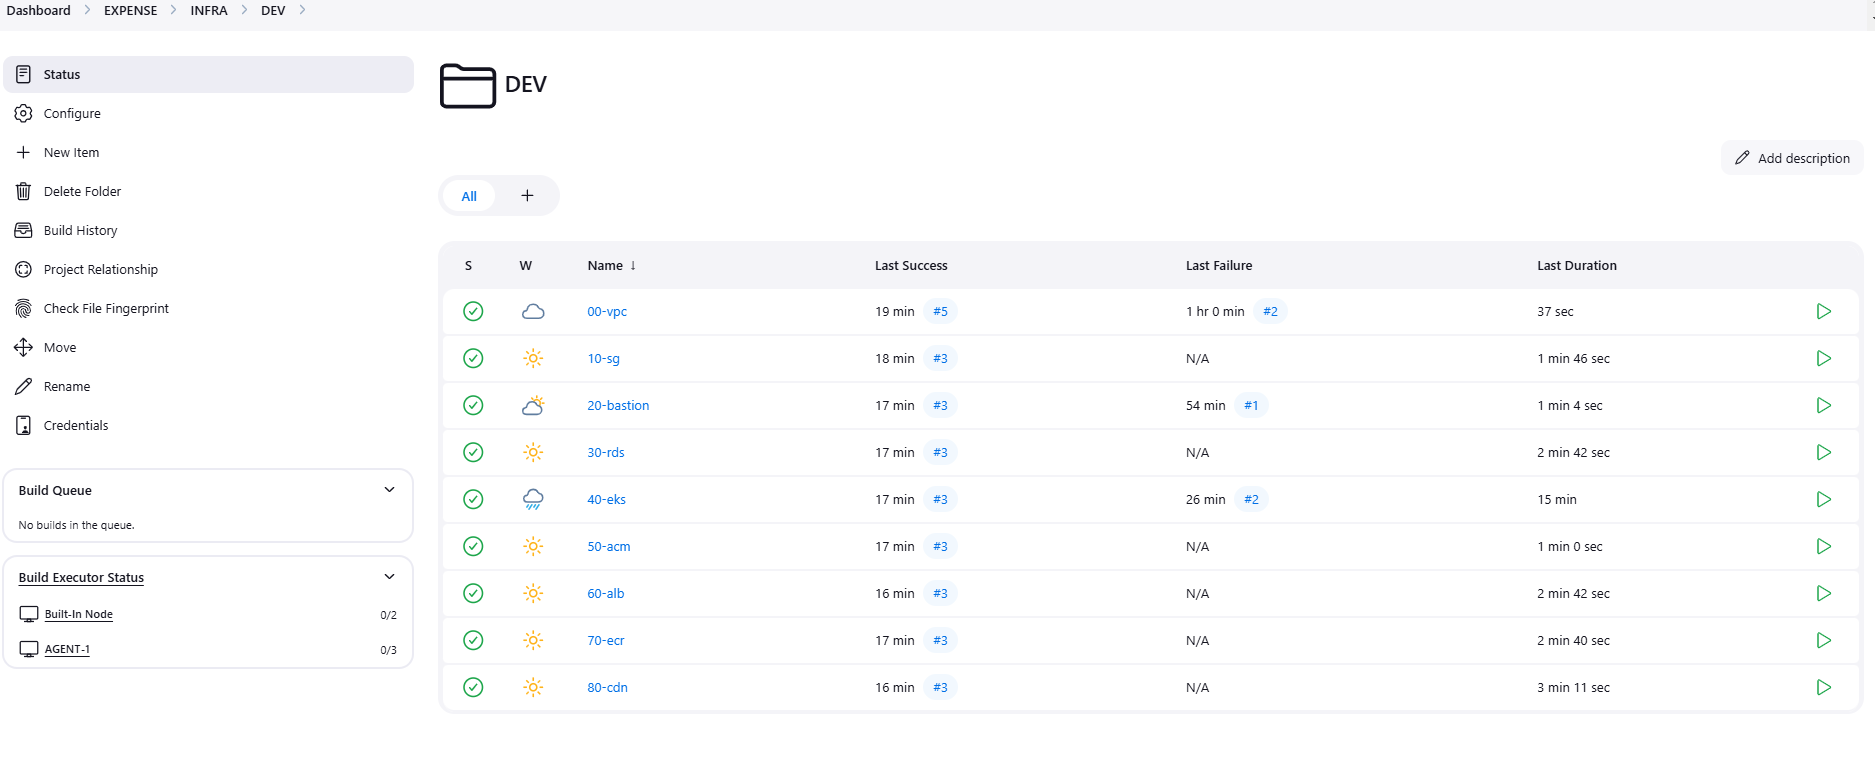 Dashboard > EXPENSE > INFRA > DEV >
Status
Configure
New Item
Delete Folder
Build History
Project Relationship
Check File Fingerprint
Move
Rename
Credentials
Build Queue
No builds in the queue.
Build Executor Status
Built-In Node 0/2
AGENT-1 0/3
DEV
Add description
All +
S W Name ↓ Last Success Last Failure Last Duration
00-vpc 19 min #5 1 hr 0 min #2 37 sec
10-sg 18 min #3 N/A 1 min 46 sec
20-bastion 17 min #3 54 min #1 1 min 4 sec
30-rds 17 min #3 N/A 2 min 42 sec
40-eks 17 min #3 26 min #2 15 min
50-acm 17 min #3 N/A 1 min 0 sec
60-alb 16 min #3 N/A 2 min 42 sec
70-ecr 17 min #3 N/A 2 min 40 sec
80-cdn 16 min #3 N/A 3 min 11 sec